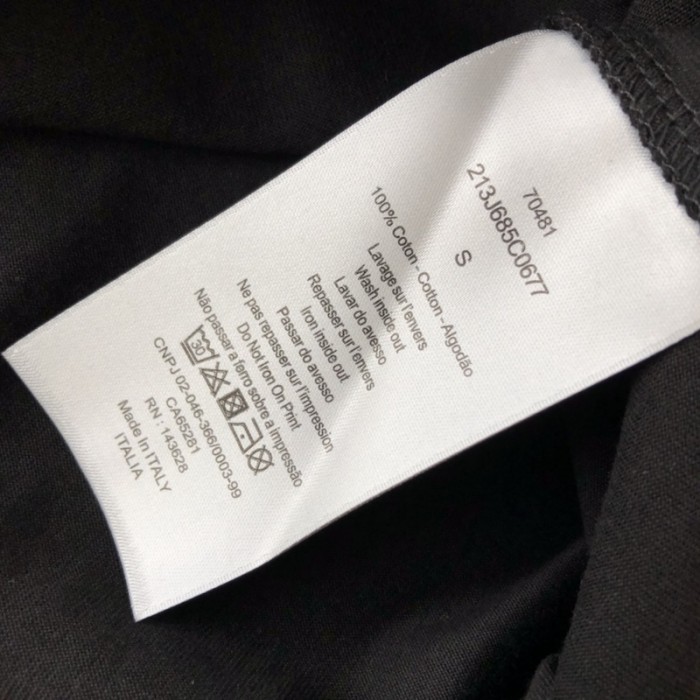 70481
213J685C0677
S
100% Coton - Cotton - Algodão
Lavage sur l'envers
Wash inside out
Lavar do avesso
Repasser sur l'envers
Iron inside out
Passar do avesso
Ne pas repasser sur l'impression
Do Not Iron On Print
Não passar a ferro sobre a impressão
30
CNPJ 02-046-366/0003-99
CA65281
RN : 143628
Made in ITALY
ITALIA